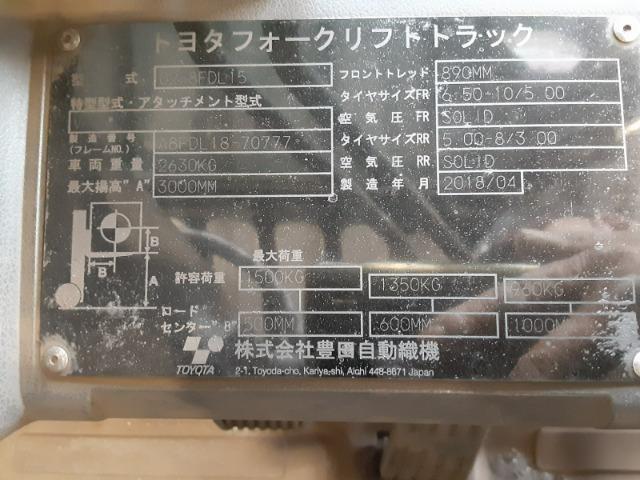 トヨタフォークリフトトラック
型式 8FDL15 フロントトレッド 890MM
特型型式・アタッチメント型式 タイヤサイズFR 6.50-10/5.00
空気圧FR SOLID
製造番号(フレームNO.) A8FDL18-70777 タイヤサイズRR 5.00-8/3.00
車両重量 2630KG 空気圧RR SOLID
最大揚高"A" 3000MM 製造年月 2018/04
B
B
A
最大荷重
許容荷重 1500KG 1350KG 960KG
ロードセンター"B" 500MM 600MM 1000M
TOYOTA 株式会社豊田自動織機
2-1, Toyoda-cho, Kariya-shi, Aichi 448-8671 Japan